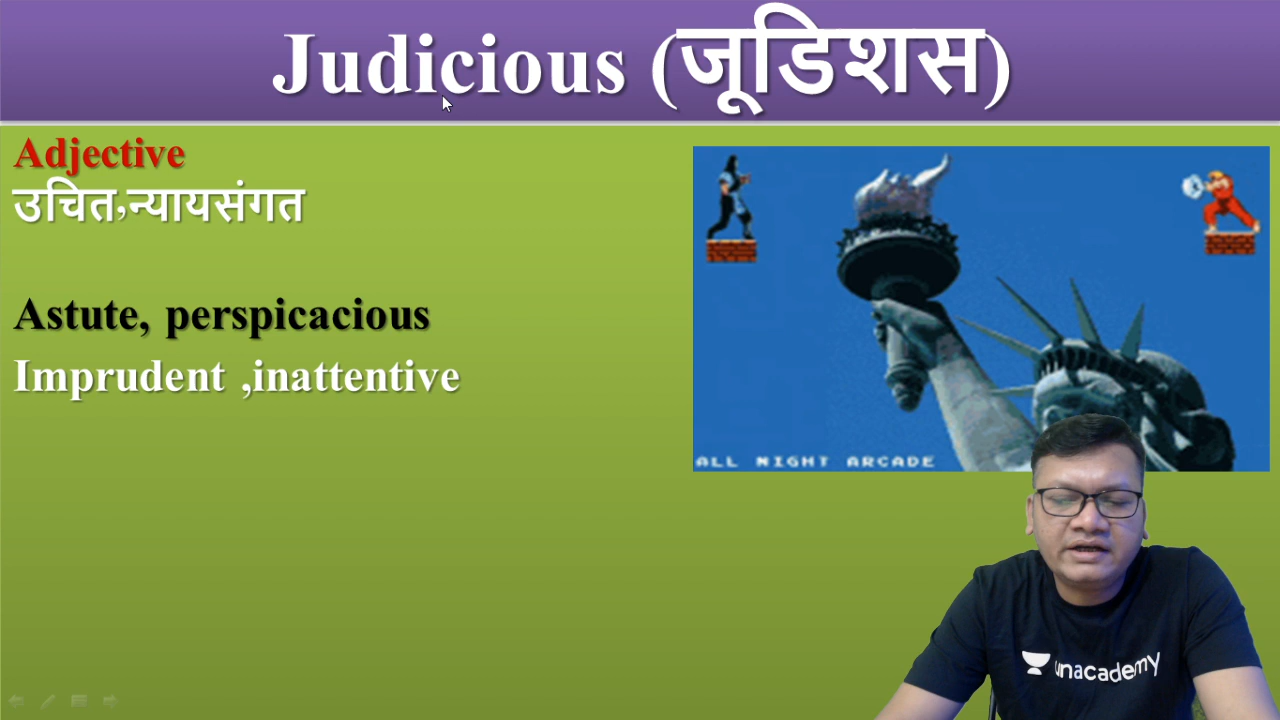 Judicious (जूडिशस)
Adjective
उचित,न्यायसंगत
Astute, perspicacious
Imprudent ,inattentive
ALL NIGHT ARCADE
unacademy